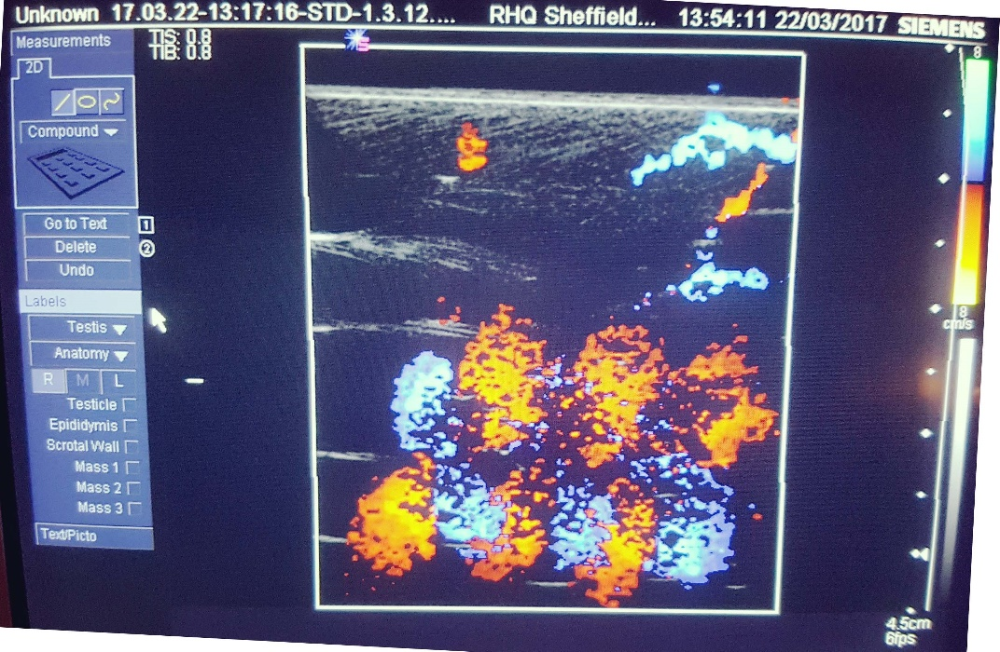 Unknown 17.03.22-13:17:16-STD-1.3.12.... RHQ Sheffield... 13:54:11 22/03/2017 SIEMENS
Measurements
TIS: 0.8
TIB: 0.8
S
8
2D
Compound
Go to Text 1
Delete 2
Undo
Labels
Testis
8
cm/s
Anatomy
R M L
Testicle
Epididymis
Scrotal Wall
Mass 1
Mass 2
Mass 3
Text/Picto
4.5cm
6fps